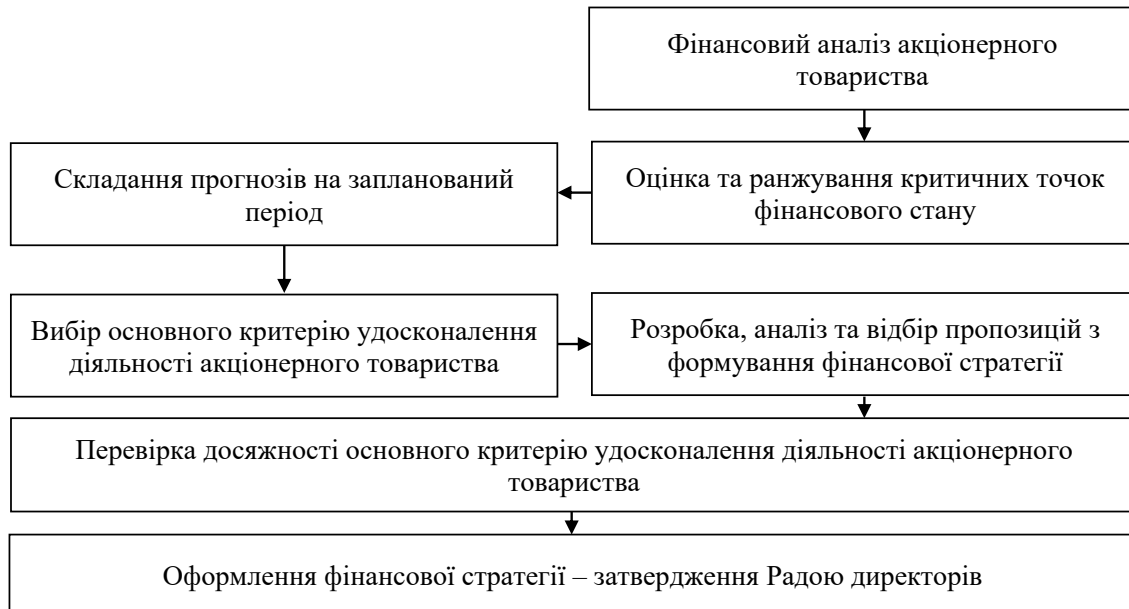 Фінансовий аналіз акціонерного
товариства
Оцінка та ранжування критичних точок
фінансового стану
Складання прогнозів на запланований
період
Вибір основного критерію удосконалення
діяльності акціонерного товариства
Розробка, аналіз та відбір пропозицій з
формування фінансової стратегії
Перевірка досяжності основного критерію удосконалення діяльності акціонерного
товариства
Оформлення фінансової стратегії – затвердження Радою директорів